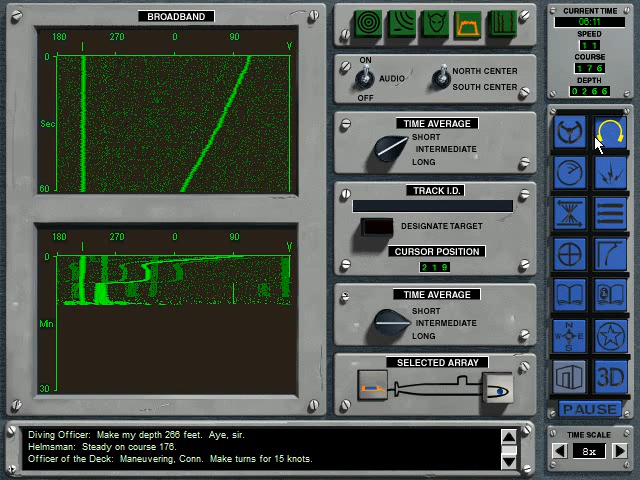 BROADBAND
180 270 0 90
0
Sec
60
180 270 0 90
0
Min
30
ON
AUDIO
OFF
NORTH CENTER
SOUTH CENTER
TIME AVERAGE
SHORT
INTERMEDIATE
LONG
TRACK I.D.
DESIGNATE TARGET
CURSOR POSITION
219
TIME AVERAGE
SHORT
INTERMEDIATE
LONG
SELECTED ARRAY
CURRENT TIME
06:11
SPEED
11
COURSE
176
DEPTH
0266
N
W E
S
3D
PAUSE
TIME SCALE
8x
Diving Officer: Make my depth 266 feet. Aye, sir.
Helmsman: Steady on course 176.
Officer of the Deck: Maneuvering, Conn. Make turns for 15 knots.